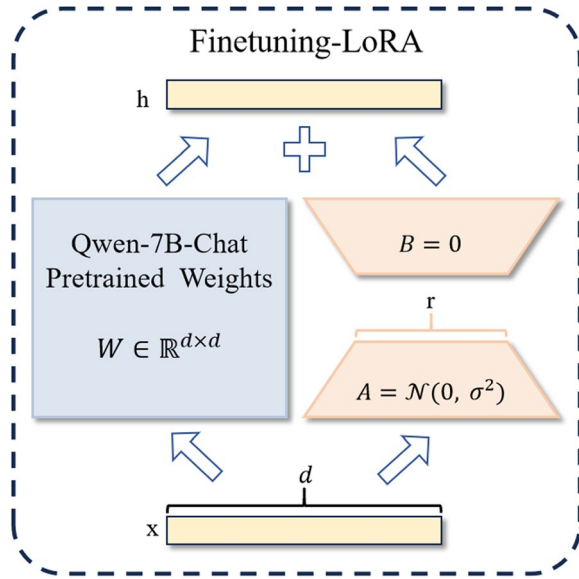 Finetuning-LoRA
h
Qwen-7B-Chat
Pretrained Weights
W ∈ ℝ^{d×d}
B = 0
r
A = 𝒩(0, σ²)
d
x